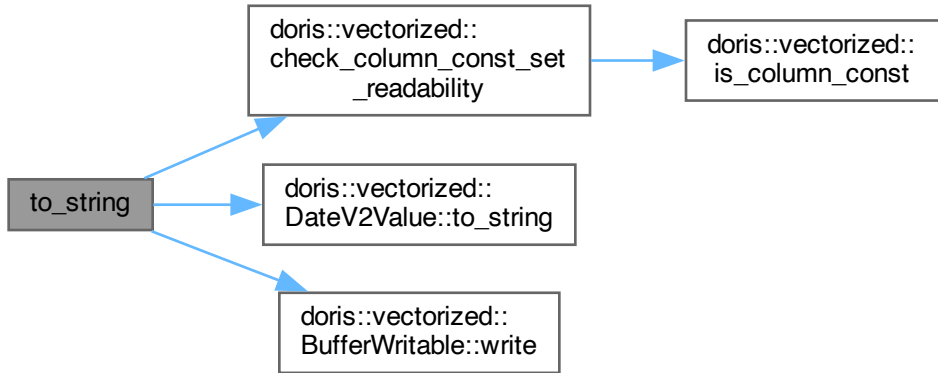 to_string
doris::vectorized::
check_column_const_set
_readability
doris::vectorized::
is_column_const
doris::vectorized::
DateV2Value::to_string
doris::vectorized::
BufferWritable::write